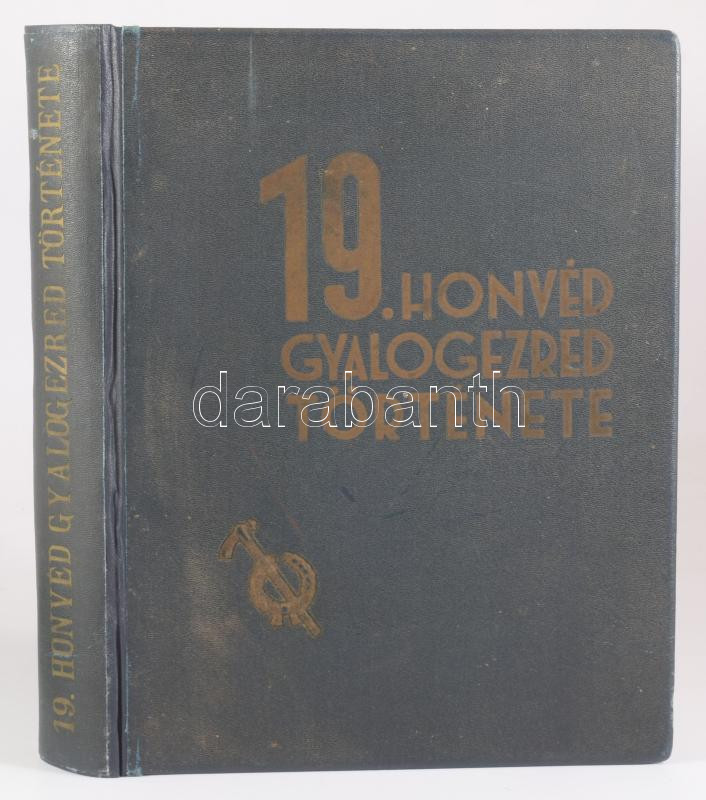 19. HONVÉD GYALOGEZRED TÖRTÉNETE
19. HONVÉD
GYALOGEZRED
TÖRTÉNETE
darabanth